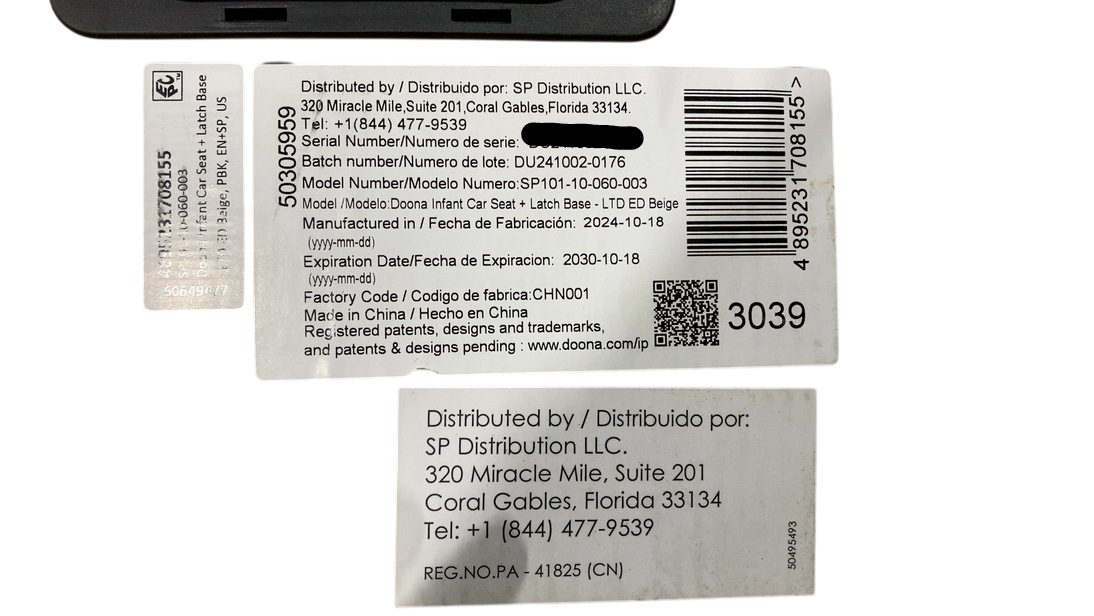 4895231708155
Doona Infant Car Seat + Latch Base
LTD ED Beige, PBK, EN+SP, US
50649477
50305959
Distributed by / Distribuido por: SP Distribution LLC.
320 Miracle Mile,Suite 201,Coral Gables,Florida 33134.
Tel: +1(844) 477-9539
Serial Number/Numero de serie:
Batch number/Numero de lote: DU241002-0176
Model Number/Modelo Numero:SP101-10-060-003
Model /Modelo:Doona Infant Car Seat + Latch Base - LTD ED Beige
Manufactured in / Fecha de Fabricación: 2024-10-18
(yyyy-mm-dd)
Expiration Date/Fecha de Expiracion: 2030-10-18
(yyyy-mm-dd)
Factory Code / Codigo de fabrica:CHN001
Made in China / Hecho en China
Registered patents, designs and trademarks,
and patents & designs pending : www.doona.com/ip
3039
4 895231 708155 >
Distributed by / Distribuido por:
SP Distribution LLC.
320 Miracle Mile, Suite 201
Coral Gables, Florida 33134
Tel: +1 (844) 477-9539
REG.NO.PA - 41825 (CN)
50495493